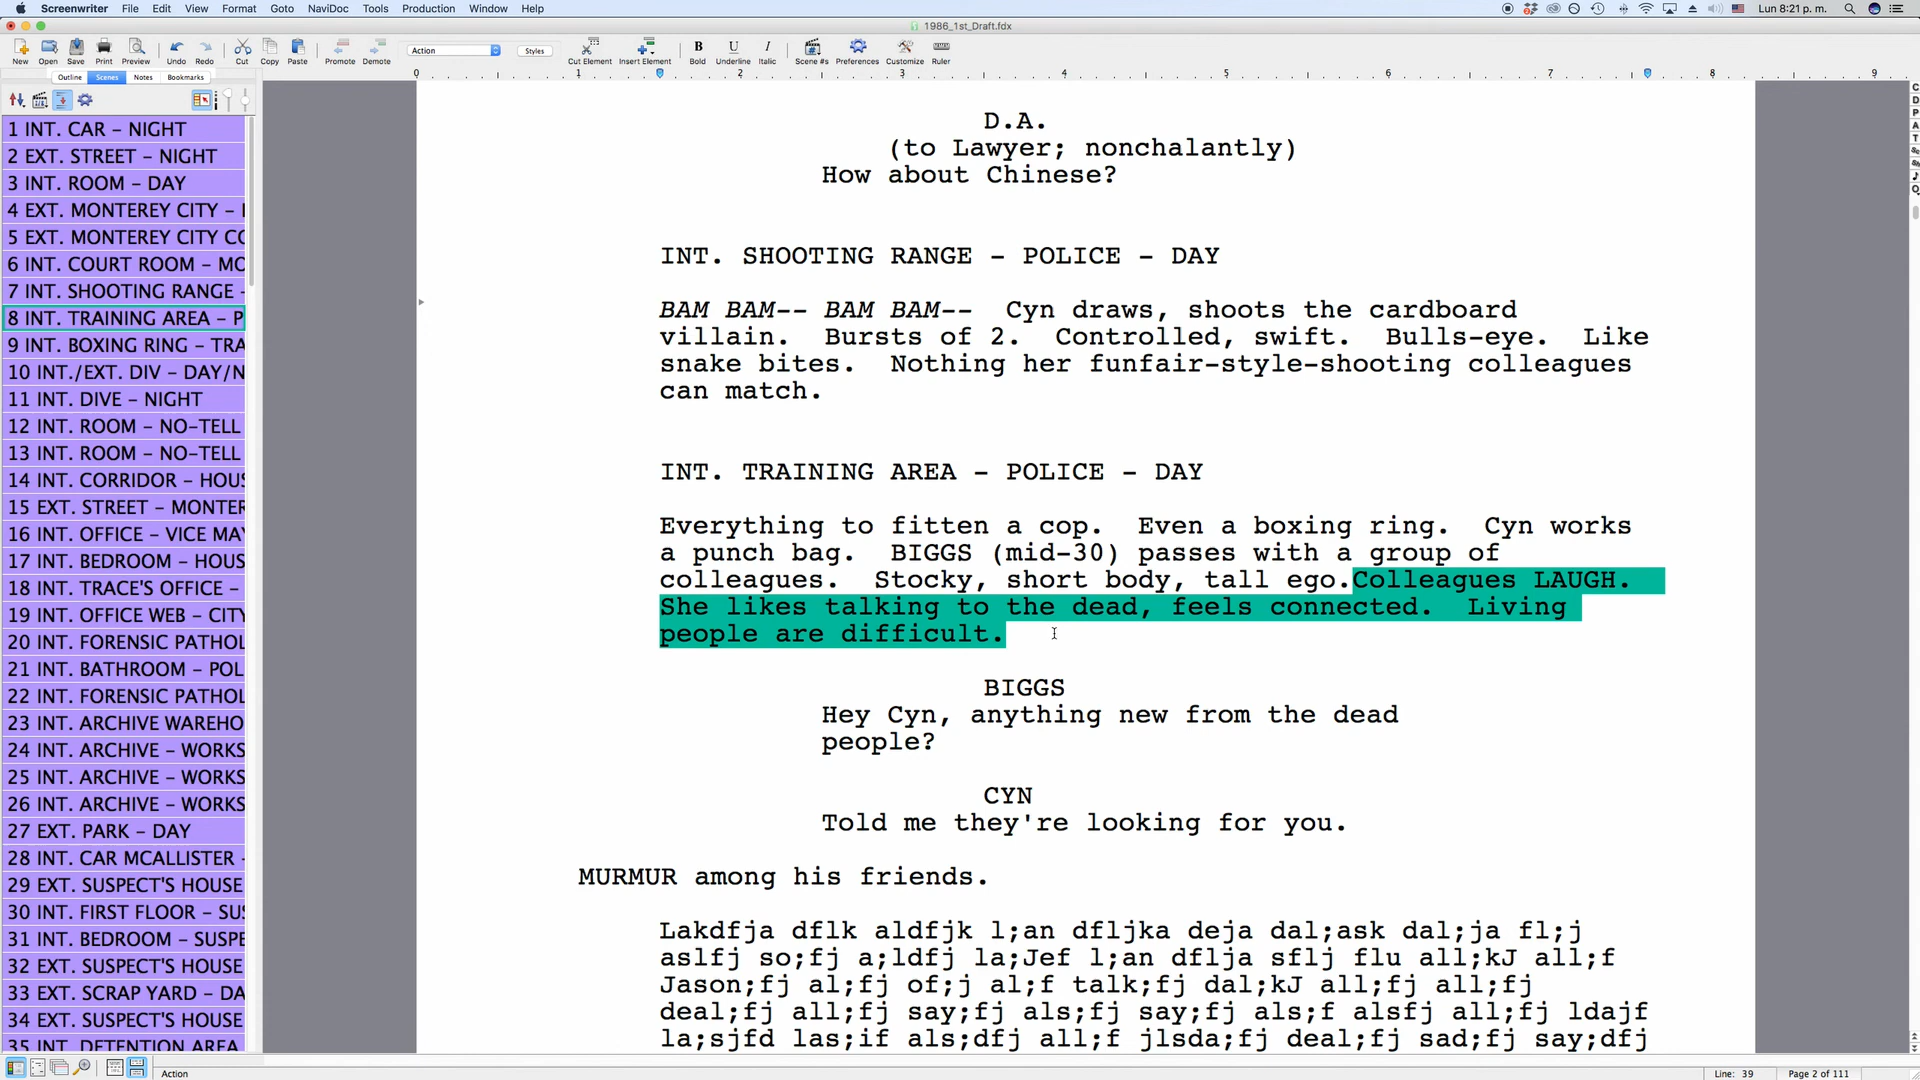 Screenwriter File Edit View Format Goto NaviDoc Tools Production Window Help
Lun 8:21 p. m.
1986_1st_Draft.fdx
New Open Save Print Preview Undo Redo Cut Copy Paste Promote Demote Action Styles Cut Element Insert Element Bold Underline Italic Scene #s Preferences Customize Ruler
B U I
Outline Scenes Notes Bookmarks
0 1 2 3 4 5 6 7 8 9
1 INT. CAR – NIGHT
2 EXT. STREET – NIGHT
3 INT. ROOM – DAY
4 EXT. MONTEREY CITY –
5 EXT. MONTEREY CITY CO
6 INT. COURT ROOM – MO
7 INT. SHOOTING RANGE -
8 INT. TRAINING AREA – P
9 INT. BOXING RING – TRA
10 INT./EXT. DIV – DAY/N
11 INT. DIVE – NIGHT
12 INT. ROOM – NO–TELL
13 INT. ROOM – NO–TELL
14 INT. CORRIDOR – HOUS
15 EXT. STREET – MONTER
16 INT. OFFICE – VICE MAY
17 INT. BEDROOM – HOUS
18 INT. TRACE'S OFFICE –
19 INT. OFFICE WEB – CITY
20 INT. FORENSIC PATHOL
21 INT. BATHROOM – POL
22 INT. FORENSIC PATHOL
23 INT. ARCHIVE WAREHO
24 INT. ARCHIVE – WORKS
25 INT. ARCHIVE – WORKS
26 INT. ARCHIVE – WORKS
27 EXT. PARK – DAY
28 INT. CAR MCALLISTER -
29 EXT. SUSPECT'S HOUSE
30 INT. FIRST FLOOR – SUS
31 INT. BEDROOM – SUSPE
32 EXT. SUSPECT'S HOUSE
33 EXT. SCRAP YARD – DA
34 EXT. SUSPECT'S HOUSE
35 INT. DETENTION AREA
D.A.
(to Lawyer; nonchalantly)
How about Chinese?
INT. SHOOTING RANGE – POLICE – DAY
BAM BAM-- BAM BAM-- Cyn draws, shoots the cardboard
villain. Bursts of 2. Controlled, swift. Bulls-eye. Like
snake bites. Nothing her funfair-style-shooting colleagues
can match.
INT. TRAINING AREA – POLICE – DAY
Everything to fitten a cop. Even a boxing ring. Cyn works
a punch bag. BIGGS (mid-30) passes with a group of
colleagues. Stocky, short body, tall ego.Colleagues LAUGH.
She likes talking to the dead, feels connected. Living
people are difficult.
BIGGS
Hey Cyn, anything new from the dead
people?
CYN
Told me they're looking for you.
MURMUR among his friends.
Lakdfja dflk aldfjk l;an dfljka deja dal;ask dal;ja fl;j
aslfj so;fj a;ldfj la;Jef l;an dflja sflj flu all;kJ all;f
Jason;fj al;fj of;j al;f talk;fj dal;kJ all;fj all;fj
deal;fj all;fj say;fj als;fj say;fj als;f alsfj all;fj ldajf
la;sjfd las;if als;dfj all;f jlsda;fj deal;fj sad;fj say;dfj
Action
Line: 39 Page 2 of 111